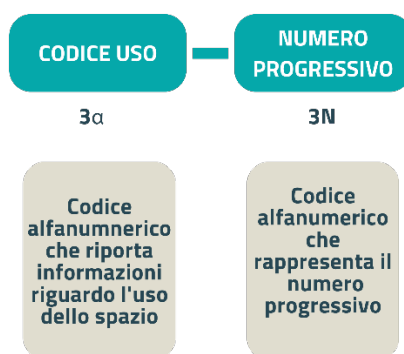 CODICE USO
NUMERO
PROGRESSIVO
3α
3N
Codice
alfanumnerico
che riporta
informazioni
riguardo l'uso
dello spazio
Codice
alfanumerico
che
rappresenta il
numero
progressivo